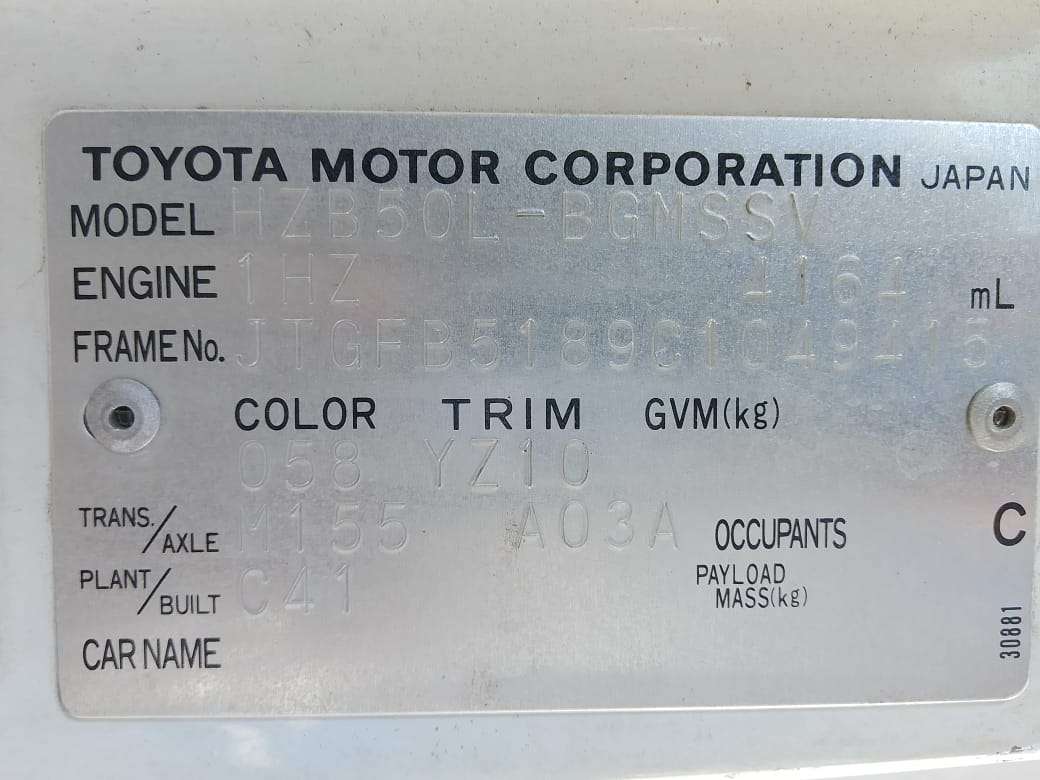 TOYOTA MOTOR CORPORATION JAPAN
MODEL HZB50L-BGMSSV
ENGINE 1HZ 4164 mL
FRAME No. JTGFB5189C1049415
COLOR TRIM GVM(kg)
058 YZ10
TRANS./AXLE M155 A03A OCCUPANTS C
PLANT/BUILT C41 PAYLOAD MASS(kg)
CAR NAME
30881